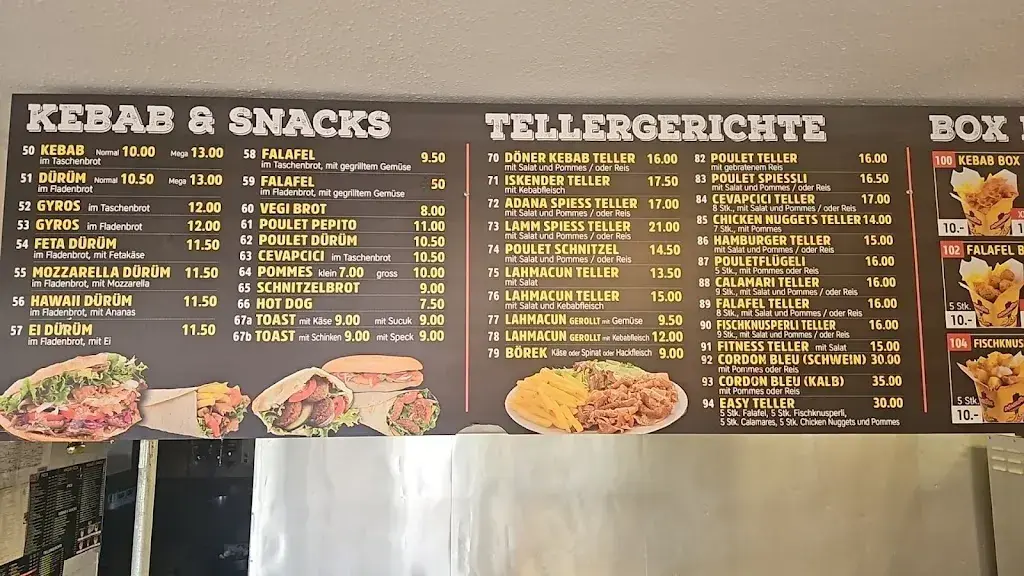 KEBAB & SNACKS
50 KEBAB Normal 10.00 Mega 13.00
im Taschenbrot
51 DÜRÜM Normal 10.50 Mega 13.00
im Fladenbrot
52 GYROS im Taschenbrot 12.00
53 GYROS im Fladenbrot 12.00
54 FETA DÜRÜM 11.50
im Fladenbrot, mit Fetakäse
55 MOZZARELLA DÜRÜM 11.50
im Fladenbrot, mit Mozzarella
56 HAWAII DÜRÜM 11.50
im Fladenbrot, mit Ananas
57 EI DÜRÜM 11.50
im Fladenbrot, mit Ei
58 FALAFEL 9.50
im Taschenbrot, mit gegrilltem Gemüse
59 FALAFEL 50
im Fladenbrot, mit gegrilltem Gemüse
60 VEGI BROT 8.00
61 POULET PEPITO 11.00
62 POULET DÜRÜM 10.50
63 CEVAPCICI im Taschenbrot 10.50
64 POMMES klein 7.00 gross 10.00
65 SCHNITZELBROT 9.00
66 HOT DOG 7.50
67a TOAST mit Käse 9.00 mit Sucuk 9.00
67b TOAST mit Schinken 9.00 mit Speck 9.00
TELLERGERICHTE
70 DÖNER KEBAB TELLER 16.00
mit Salat und Pommes / oder Reis
71 ISKENDER TELLER 17.50
mit Kebabfleisch
72 ADANA SPIESS TELLER 17.00
mit Salat und Pommes / oder Reis
73 LAMM SPIESS TELLER 21.00
mit Salat und Pommes / oder Reis
74 POULET SCHNITZEL 14.50
mit Salat und Pommes / oder Reis
75 LAHMACUN TELLER 13.50
mit Salat
76 LAHMACUN TELLER 15.00
mit Salat und Kebabfleisch
77 LAHMACUN GEROLLT mit Gemüse 9.50
78 LAHMACUN GEROLLT mit Kebabfleisch 12.00
79 BÖREK Käse oder Spinat oder Hackfleisch 9.00
82 POULET TELLER 16.00
mit gebratenem Reis
83 POULET SPIESSLI 16.50
mit Salat und Pommes / oder Reis
84 CEVAPCICI TELLER 17.00
8 Stk., mit Salat und Pommes / oder Reis
85 CHICKEN NUGGETS TELLER 14.00
7 Stk., mit Pommes
86 HAMBURGER TELLER 15.00
mit Salat und Pommes / oder Reis
87 POULETFLÜGELI 16.00
5 Stk., mit Pommes oder Reis
88 CALAMARI TELLER 16.00
9 Stk., mit Salat und Pommes / oder Reis
89 FALAFEL TELLER 16.00
8 Stk., mit Salat und Pommes / oder Reis
90 FISCHKNUSPERLI TELLER 16.00
9 Stk., mit Salat und Pommes / oder Reis
91 FITNESS TELLER mit Salat 15.00
92 CORDON BLEU (SCHWEIN) 30.00
mit Pommes oder Reis
93 CORDON BLEU (KALB) 35.00
mit Pommes oder Reis
94 EASY TELLER 30.00
5 Stk. Falafel, 5 Stk. Fischknusperli,
5 Stk. Calamares, 5 Stk. Chicken Nuggets und Pommes
BOX
100 KEBAB BOX
10.-
102 FALAFEL B
5 Stk.
10.-
104 FISCHKNUS
5 Stk.
10.-